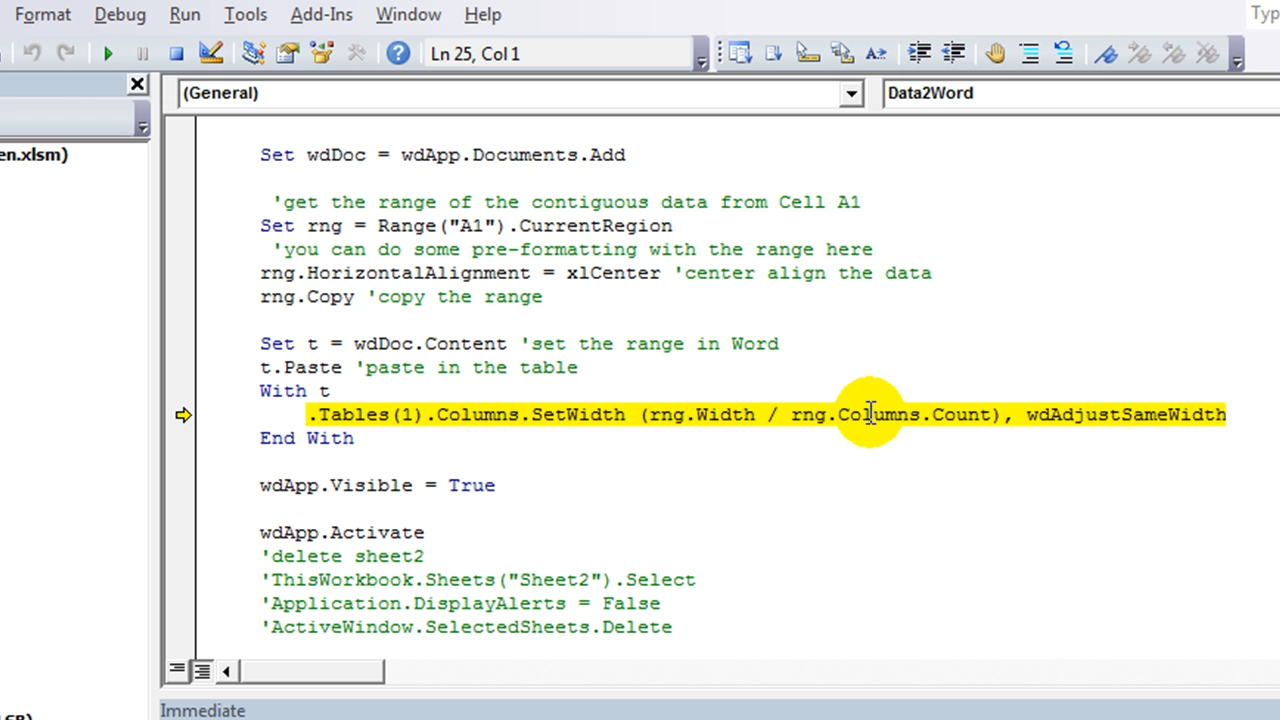 Format Debug Run Tools Add-Ins Window Help
Ln 25, Col 1
(General) Data2Word
en.xlsm)
Set wdDoc = wdApp.Documents.Add
'get the range of the contiguous data from Cell A1
Set rng = Range("A1").CurrentRegion
'you can do some pre-formatting with the range here
rng.HorizontalAlignment = xlCenter 'center align the data
rng.Copy 'copy the range
Set t = wdDoc.Content 'set the range in Word
t.Paste 'paste in the table
With t
.Tables(1).Columns.SetWidth (rng.Width / rng.Columns.Count), wdAdjustSameWidth
End With
wdApp.Visible = True
wdApp.Activate
'delete sheet2
'ThisWorkbook.Sheets("Sheet2").Select
'Application.DisplayAlerts = False
'ActiveWindow.SelectedSheets.Delete
Immediate